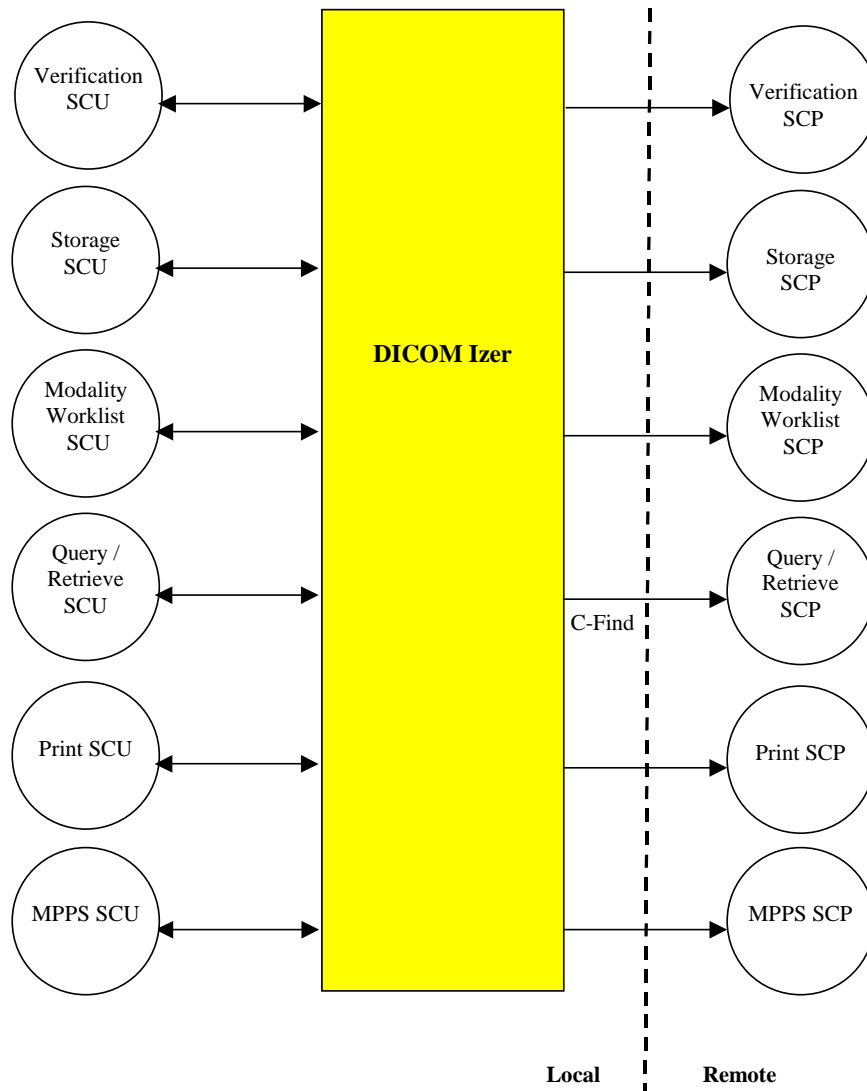 Verification
SCU
Verification
SCP
Storage
SCU
Storage
SCP
DICOM Izer
Modality
Worklist
SCU
Modality
Worklist
SCP
Query /
Retrieve
SCU
C-Find
Query /
Retrieve
SCP
Print SCU
Print SCP
MPPS SCU
MPPS SCP
Local
Remote